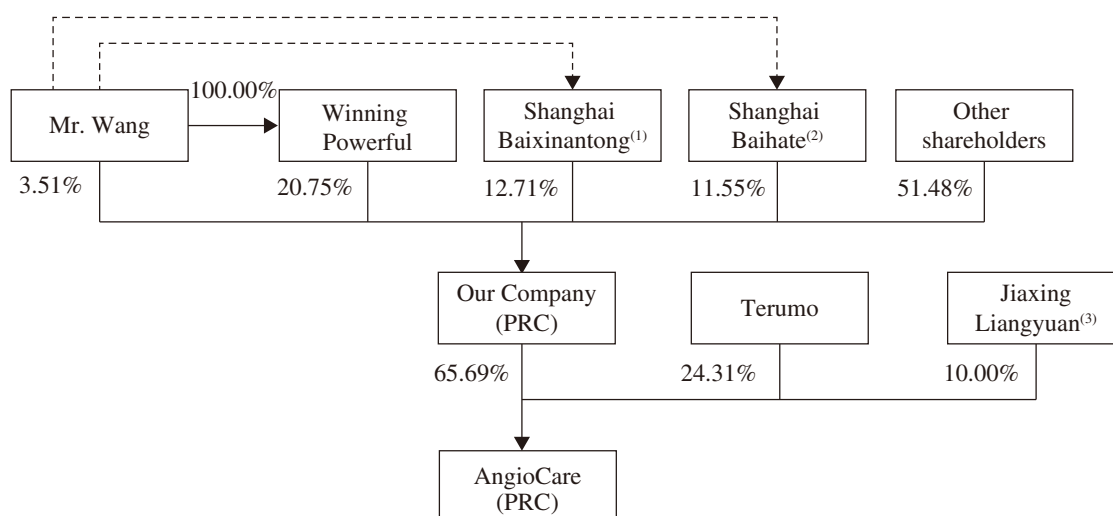 100.00%
Mr. Wang
Winning
Powerful
Shanghai
Baixinantong(1)
Shanghai
Baihate(2)
Other
shareholders
3.51%
20.75%
12.71%
11.55%
51.48%
Our Company
(PRC)
Terumo
Jiaxing
Liangyuan(3)
65.69%
24.31%
10.00%
AngioCare
(PRC)